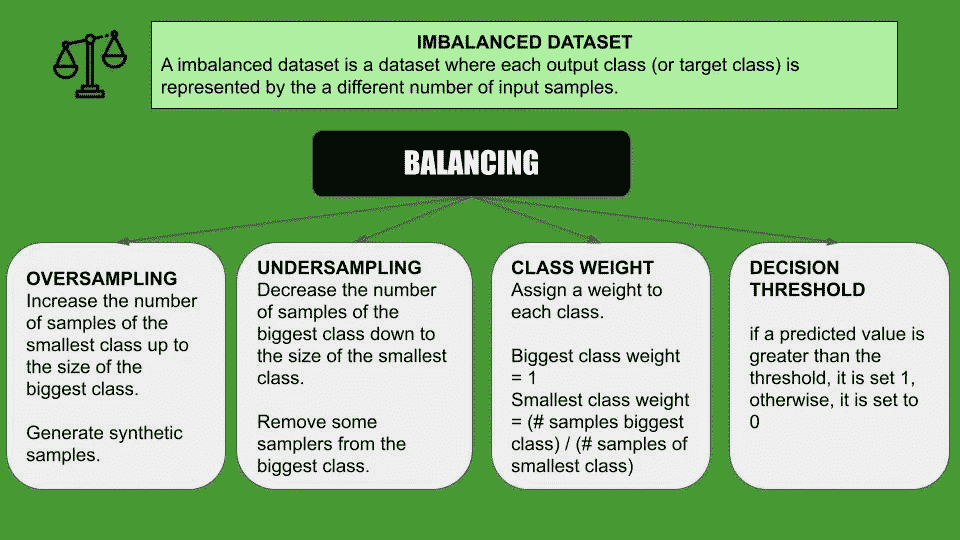 IMBALANCED DATASET
A imbalanced dataset is a dataset where each output class (or target class) is
represented by the a different number of input samples.
BALANCING
OVERSAMPLING
Increase the number
of samples of the
smallest class up to
the size of the
biggest class.
Generate synthetic
samples.
UNDERSAMPLING
Decrease the number
of samples of the
biggest class down to
the size of the smallest
class.
Remove some
samplers from the
biggest class.
CLASS WEIGHT
Assign a weight to
each class.
Biggest class weight
= 1
Smallest class weight
= (# samples biggest
class) / (# samples of
smallest class)
DECISION
THRESHOLD
if a predicted value is
greater than the
threshold, it is set 1,
otherwise, it is set to
0